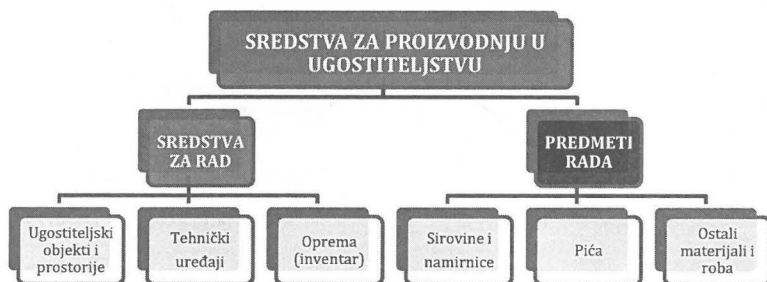 SREDSTVA ZA PROIZVODNJU U
UGOSTITELJSTVU
SREDSTVA
ZA RAD
PREDMETI
RADA
Ugostiteljski
objekti i
prostorije
Tehnički
uređaji
Oprema
(inventar)
Sirovine i
namirnice
Pića
Ostali
materijali i
roba